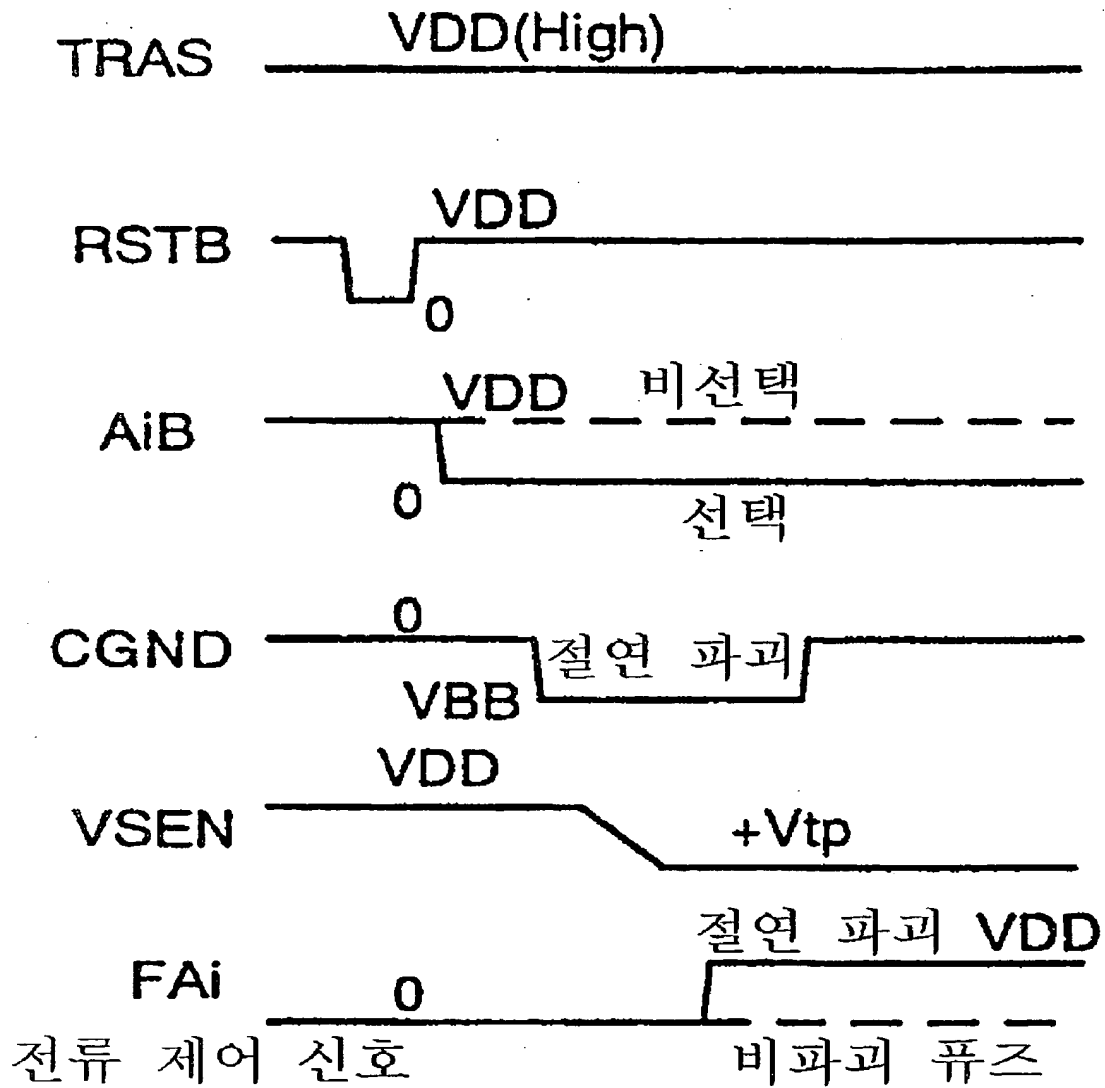 TRAS VDD(High)
RSTB VDD
0
AiB VDD 비선택
0 선택
0
CGND 절연 파괴
VBB
VDD
VSEN +Vtp
절연 파괴 VDD
FAi 0
전류 제어 신호 비파괴 퓨즈